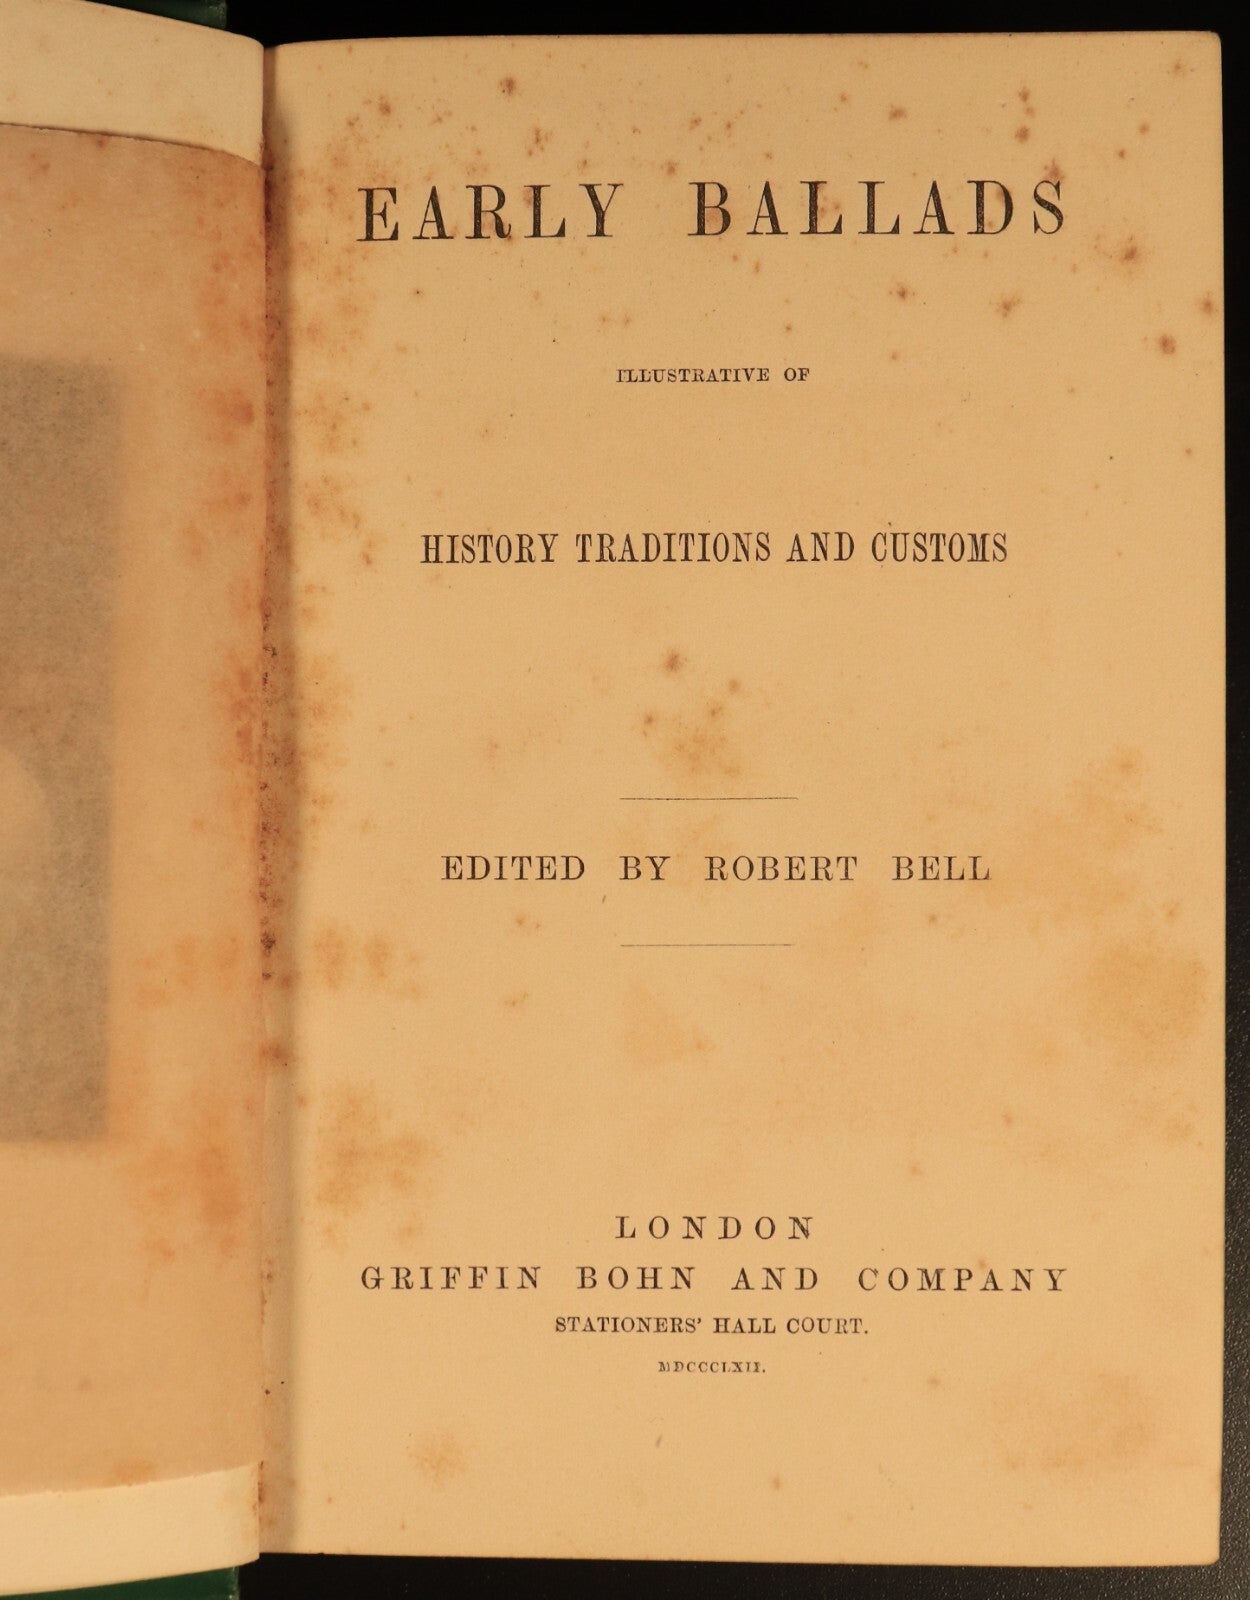 EARLY BALLADS
ILLUSTRATIVE OF
HISTORY TRADITIONS AND CUSTOMS
EDITED BY ROBERT BELL
LONDON
GRIFFIN BOHN AND COMPANY
STATIONERS' HALL COURT.
MDCCCLXII.